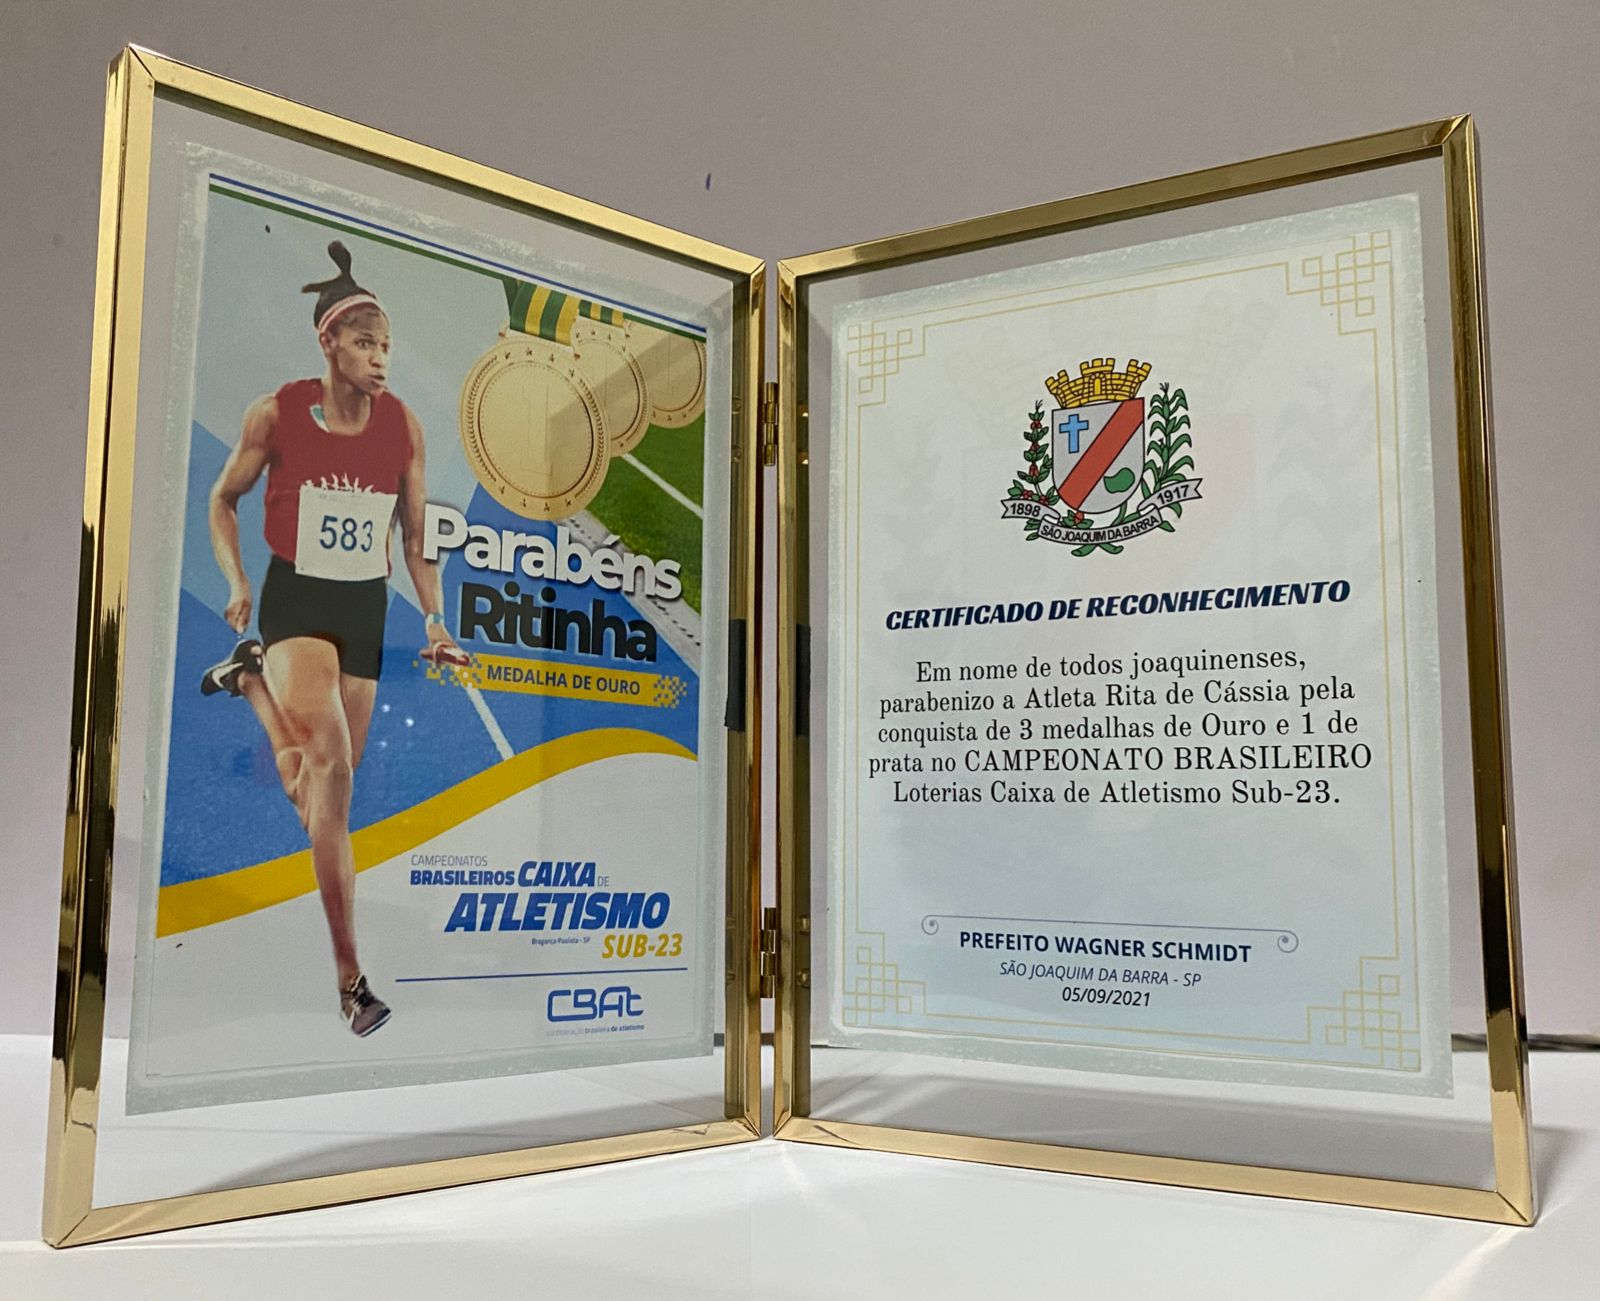 583
Parabéns
Ritinha
MEDALHA DE OURO
CAMPEONATOS
BRASILEIROS CAIXA DE
ATLETISMO
Bragança Paulista - SP
SUB-23
CBAt
confederação brasileira de atletismo
1898
SÃO JOAQUIM DA BARRA
1917
CERTIFICADO DE RECONHECIMENTO
Em nome de todos joaquinenses,
parabenizo a Atleta Rita de Cássia pela
conquista de 3 medalhas de Ouro e 1 de
prata no CAMPEONATO BRASILEIRO
Loterias Caixa de Atletismo Sub-23.
PREFEITO WAGNER SCHMIDT
SÃO JOAQUIM DA BARRA - SP
05/09/2021